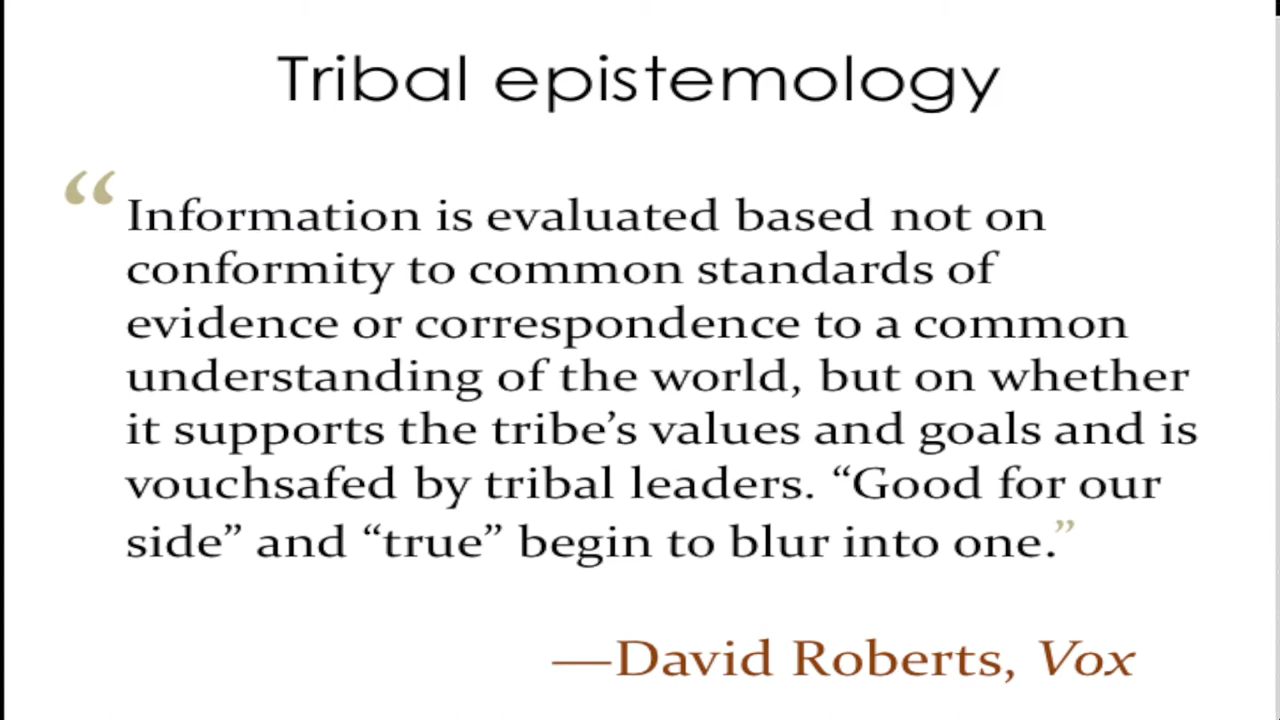 Tribal epistemology
“Information is evaluated based not on
conformity to common standards of
evidence or correspondence to a common
understanding of the world, but on whether
it supports the tribe’s values and goals and is
vouchsafed by tribal leaders. “Good for our
side” and “true” begin to blur into one.”
—David Roberts, Vox